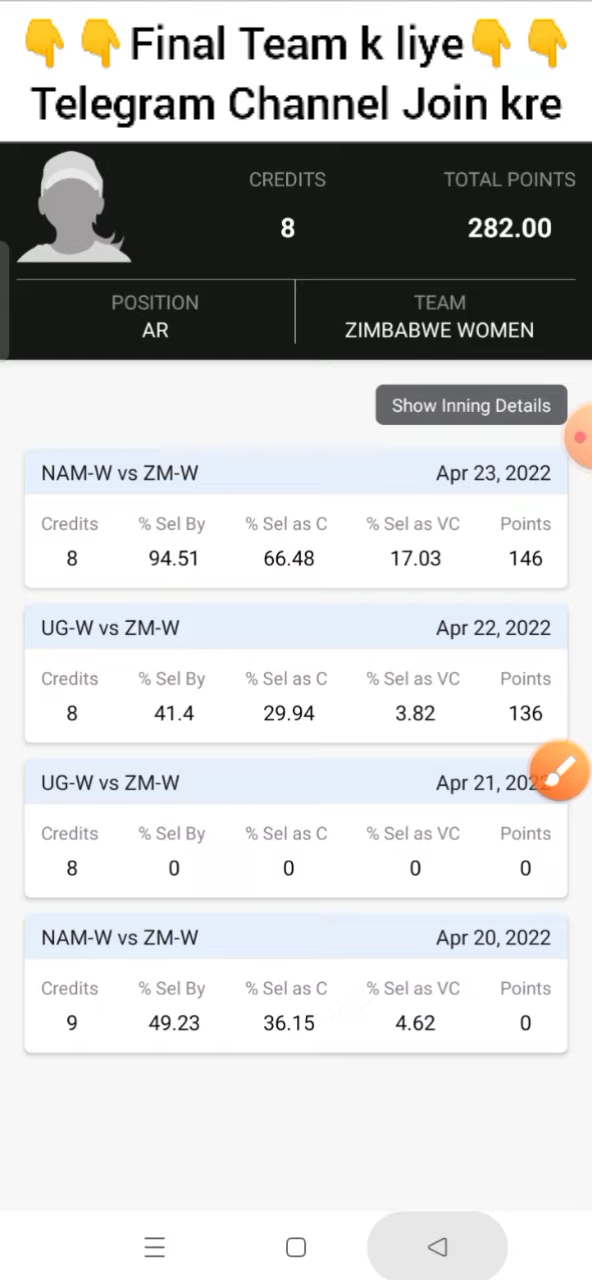 👇 👇Final Team k liye👇 👇
Telegram Channel Join kre
CREDITS TOTAL POINTS
8 282.00
POSITION TEAM
AR ZIMBABWE WOMEN
Show Inning Details
NAM-W vs ZM-W Apr 23, 2022
Credits % Sel By % Sel as C % Sel as VC Points
8 94.51 66.48 17.03 146
UG-W vs ZM-W Apr 22, 2022
Credits % Sel By % Sel as C % Sel as VC Points
8 41.4 29.94 3.82 136
UG-W vs ZM-W Apr 21, 2022
Credits % Sel By % Sel as C % Sel as VC Points
8 0 0 0 0
NAM-W vs ZM-W Apr 20, 2022
Credits % Sel By % Sel as C % Sel as VC Points
9 49.23 36.15 4.62 0